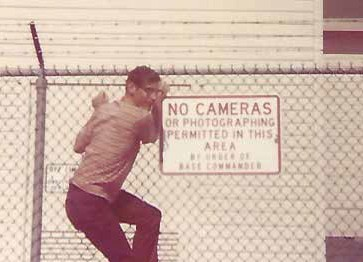 NO CAMERAS
OR PHOTOGRAPHING
PERMITTED IN THIS
AREA
BY ORDER OF
BASE COMMANDER